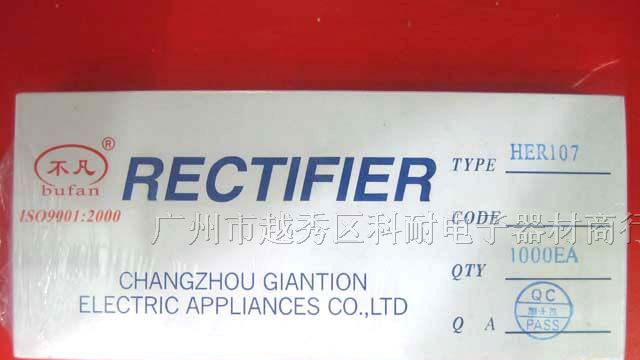 不凡
®
bufan
ISO9001:2000
RECTIFIER
CHANGZHOU GIANTION
ELECTRIC APPLIANCES CO.,LTD
TYPE HER107
CODE
QTY 1000EA
Q A
QC
PASS
广州市越秀区科耐电子器材商行